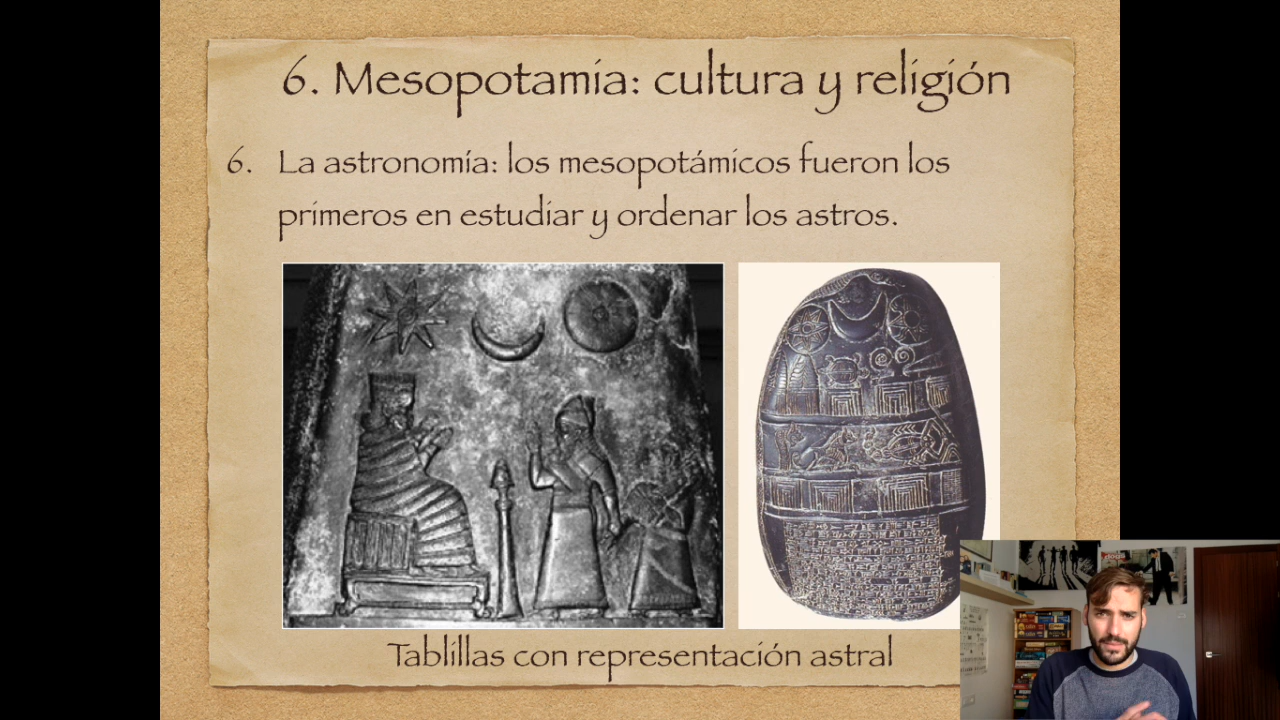 6. Mesopotamia: cultura y religión
6. La astronomía: los mesopotámicos fueron los
primeros en estudiar y ordenar los astros.
Tablillas con representación astral